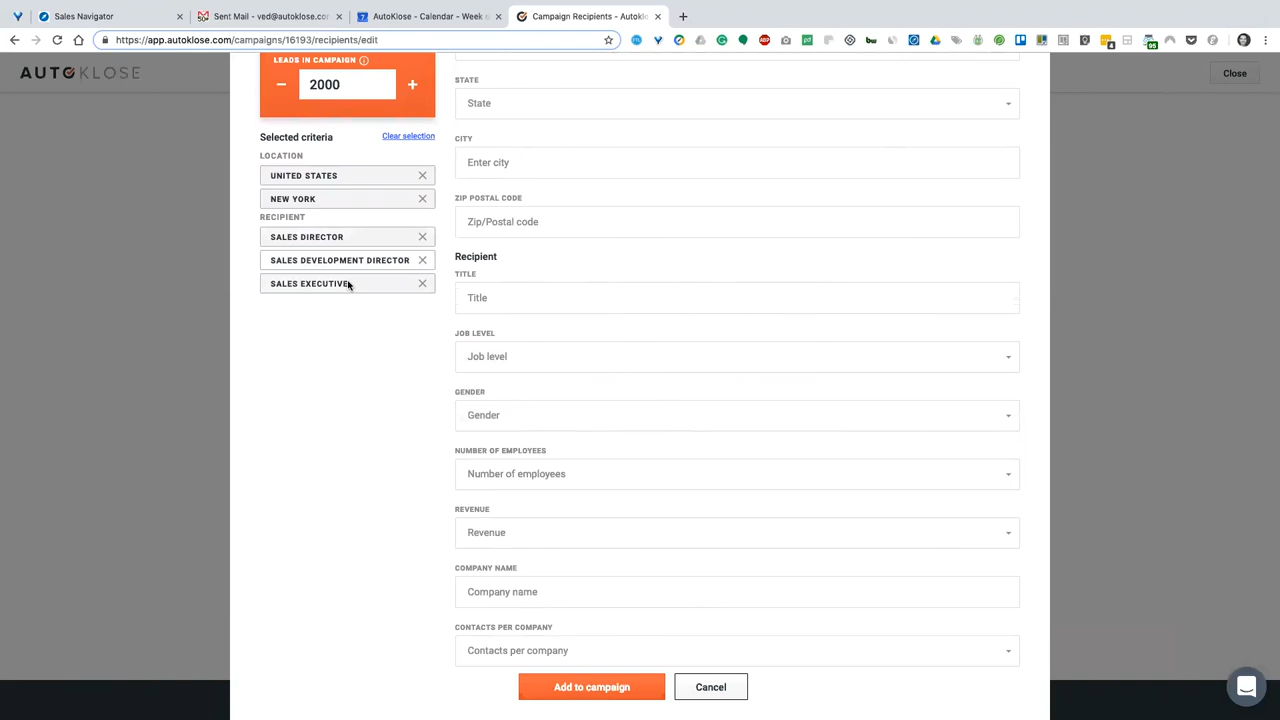 Sales Navigator
Sent Mail - ved@autoklose.co
AutoKlose - Calendar - Week
Campaign Recipients - Autokl
https://app.autoklose.com/campaigns/16193/recipients/edit
4
95
AUTOKLOSE
Close
LEADS IN CAMPAIGN
2000
Selected criteria
Clear selection
LOCATION
UNITED STATES
NEW YORK
RECIPIENT
SALES DIRECTOR
SALES DEVELOPMENT DIRECTOR
SALES EXECUTIVE
STATE
State
CITY
Enter city
ZIP POSTAL CODE
Zip/Postal code
Recipient
TITLE
Title
JOB LEVEL
Job level
GENDER
Gender
NUMBER OF EMPLOYEES
Number of employees
REVENUE
Revenue
COMPANY NAME
Company name
CONTACTS PER COMPANY
Contacts per company
Add to campaign
Cancel